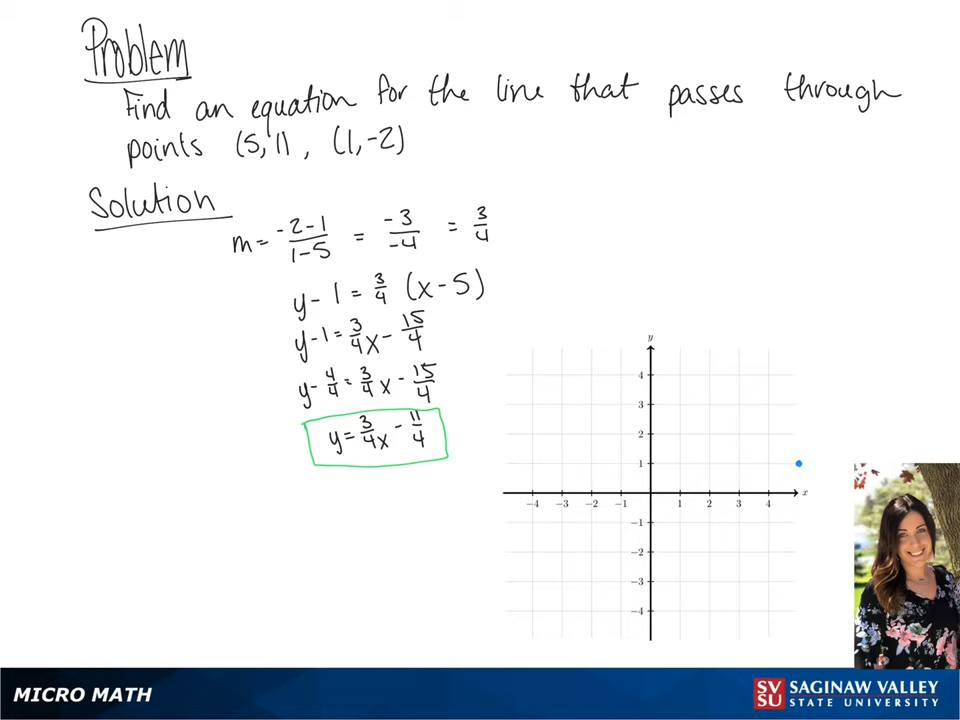 Problem
Find an equation for the line that passes through
points (5,1), (1,-2)
Solution
m = -2-1/1-5 = -3/-4 = 3/4
y-1 = 3/4 (x-5)
y-1 = 3/4x - 15/4
y-4/4 = 3/4x - 15/4
y = 3/4x - 11/4
y
4
3
2
1
-4 -3 -2 -1 1 2 3 4 x
-1
-2
-3
-4
MICRO MATH
SVSU SAGINAW VALLEY
STATE UNIVERSITY